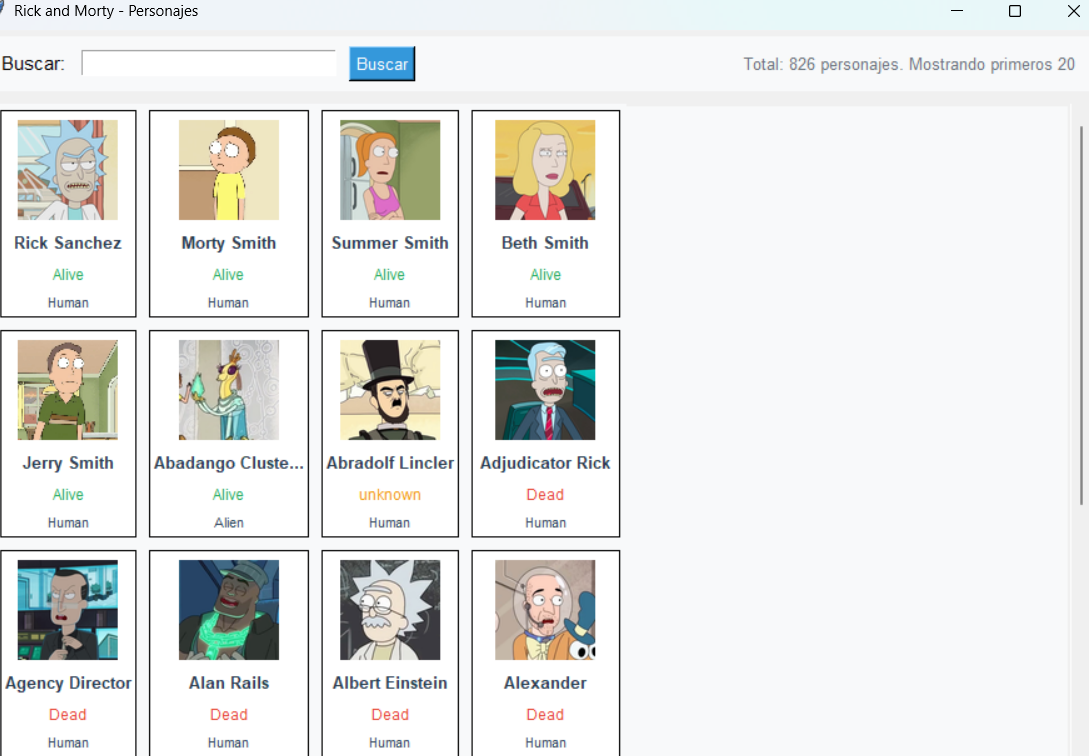 Rick and Morty - Personajes
Buscar:
Buscar
Total: 826 personajes. Mostrando primeros 20
Rick Sanchez
Alive
Human
Morty Smith
Alive
Human
Summer Smith
Alive
Human
Beth Smith
Alive
Human
Jerry Smith
Alive
Human
Abadango Cluste...
Alive
Alien
Abradolf Lincler
unknown
Human
Adjudicator Rick
Dead
Human
Agency Director
Dead
Human
Alan Rails
Dead
Human
Albert Einstein
Dead
Human
Alexander
Dead
Human